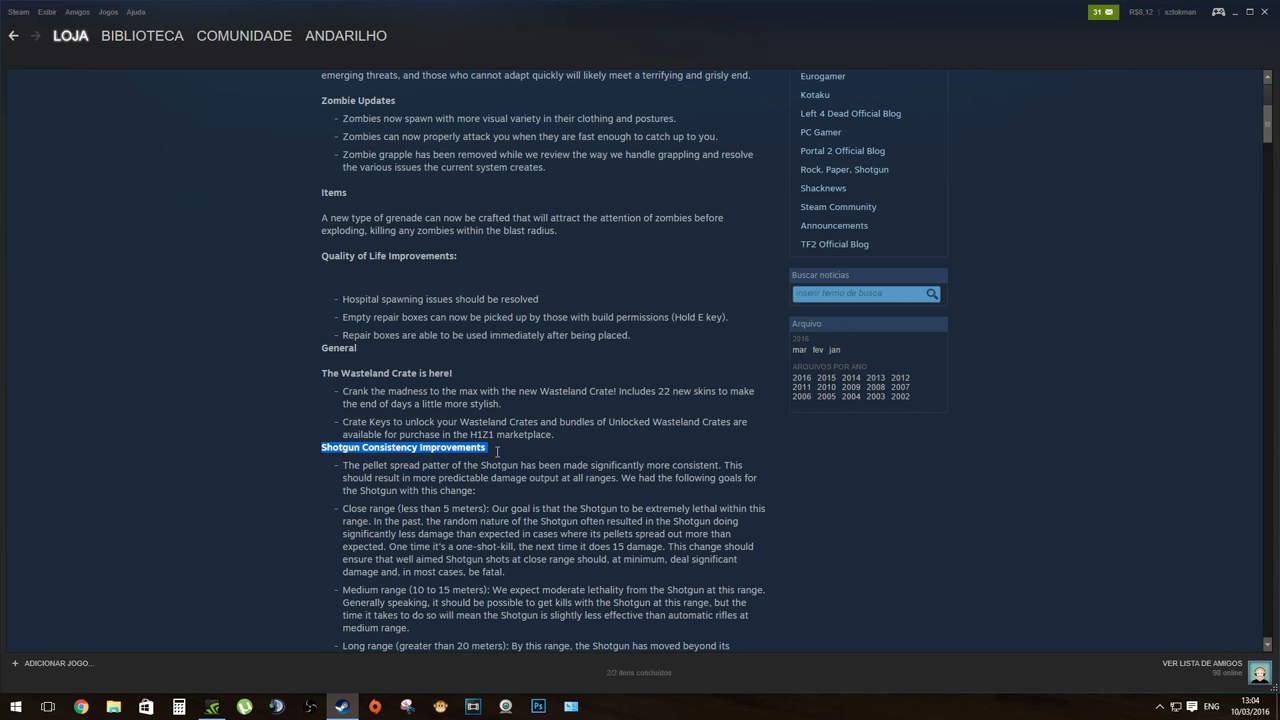 Steam Exibir Amigos Jogos Ajuda 31 R$8,12 sztokman
LOJA BIBLIOTECA COMUNIDADE ANDARILHO
emerging threats, and those who cannot adapt quickly will likely meet a terrifying and grisly end.
Zombie Updates
- Zombies now spawn with more visual variety in their clothing and postures.
- Zombies can now properly attack you when they are fast enough to catch up to you.
- Zombie grapple has been removed while we review the way we handle grappling and resolve
the various issues the current system creates.
Items
A new type of grenade can now be crafted that will attract the attention of zombies before
exploding, killing any zombies within the blast radius.
Quality of Life Improvements:
- Hospital spawning issues should be resolved
- Empty repair boxes can now be picked up by those with build permissions (Hold E key).
- Repair boxes are able to be used immediately after being placed.
General
The Wasteland Crate is here!
- Crank the madness to the max with the new Wasteland Crate! Includes 22 new skins to make
the end of days a little more stylish.
- Crate Keys to unlock your Wasteland Crates and bundles of Unlocked Wasteland Crates are
available for purchase in the H1Z1 marketplace.
Shotgun Consistency Improvements
- The pellet spread patter of the Shotgun has been made significantly more consistent. This
should result in more predictable damage output at all ranges. We had the following goals for
the Shotgun with this change:
- Close range (less than 5 meters): Our goal is that the Shotgun to be extremely lethal within this
range. In the past, the random nature of the Shotgun often resulted in the Shotgun doing
significantly less damage than expected in cases where its pellets spread out more than
expected. One time it's a one-shot-kill, the next time it does 15 damage. This change should
ensure that well aimed Shotgun shots at close range should, at minimum, deal significant
damage and, in most cases, be fatal.
- Medium range (10 to 15 meters): We expect moderate lethality from the Shotgun at this range.
Generally speaking, it should be possible to get kills with the Shotgun at this range, but the
time it takes to do so will mean the Shotgun is slightly less effective than automatic rifles at
medium range.
- Long range (greater than 20 meters): By this range, the Shotgun has moved beyond its
Eurogamer
Kotaku
Left 4 Dead Official Blog
PC Gamer
Portal 2 Official Blog
Rock, Paper, Shotgun
Shacknews
Steam Community
Announcements
TF2 Official Blog
Buscar notícias
inserir termo de busca
Arquivo
2016
mar fev jan
ARQUIVOS POR ANO
2016 2015 2014 2013 2012
2011 2010 2009 2008 2007
2006 2005 2004 2003 2002
+ ADICIONAR JOGO...
2/2 itens concluídos
VER LISTA DE AMIGOS
98 online
Ps
ENG
13:04
10/03/2016